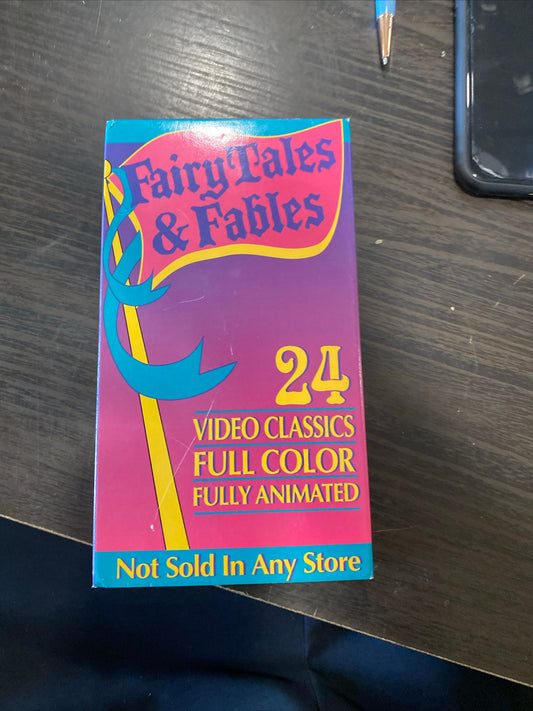 Fairy Tales
& Fables
24
VIDEO CLASSICS
FULL COLOR
FULLY ANIMATED
Not Sold In Any Store